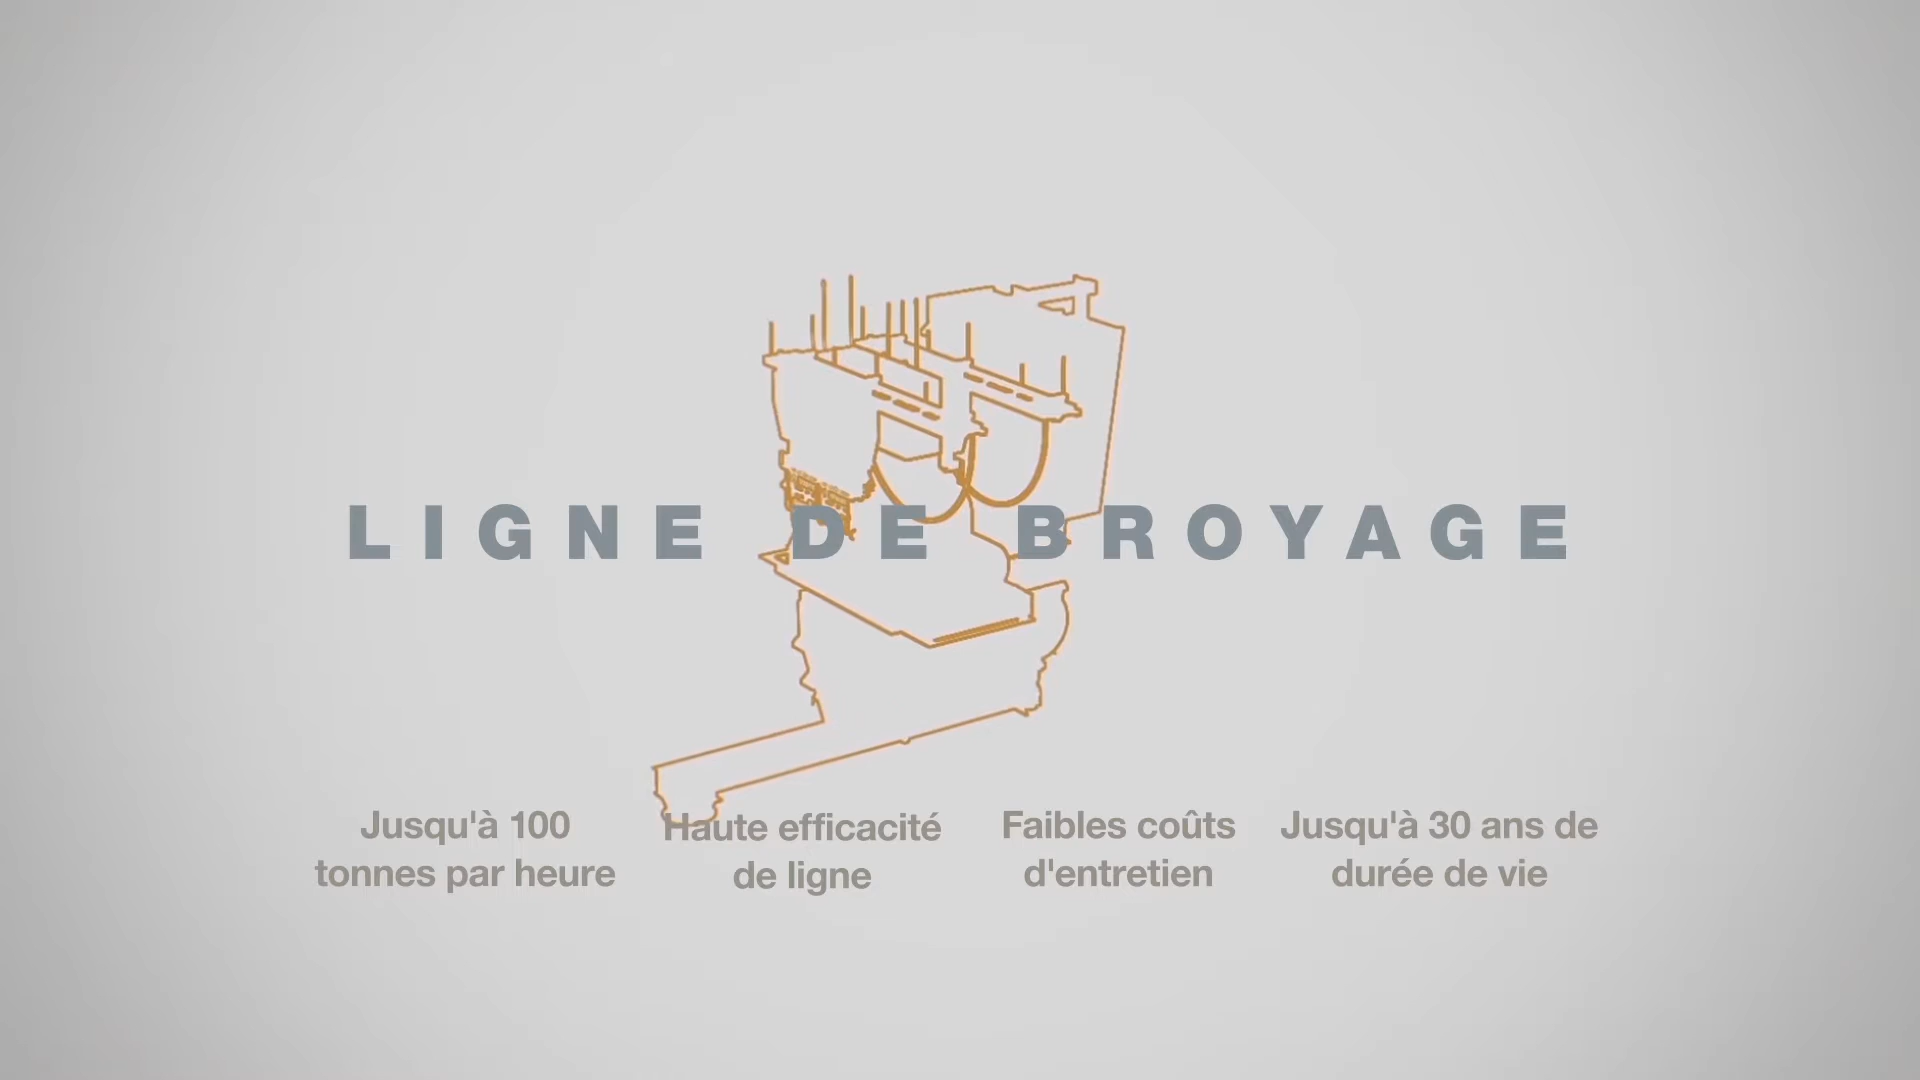 LIGNE DE BROYAGE
Jusqu'à 100
tonnes par heure
Haute efficacité
de ligne
Faibles coûts
d'entretien
Jusqu'à 30 ans de
durée de vie